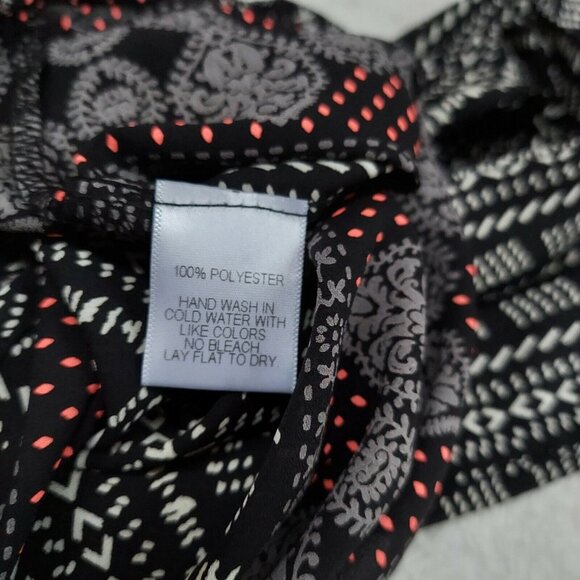 100% POLYESTER
HAND WASH IN
COLD WATER WITH
LIKE COLORS
NO BLEACH
LAY FLAT TO DRY.